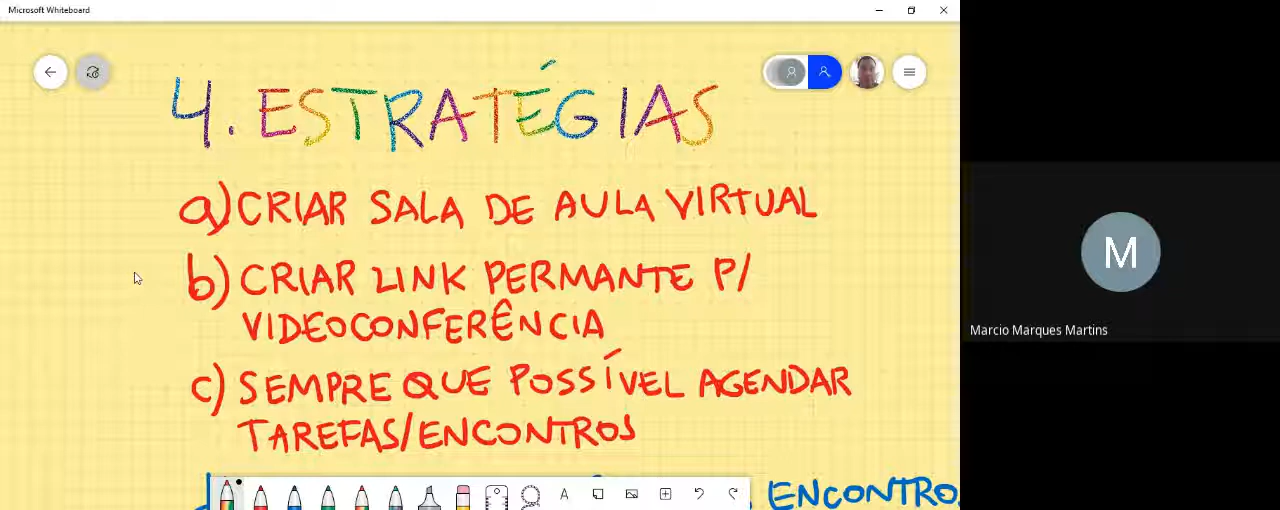 Microsoft Whiteboard
4. ESTRATÉGIAS
a) CRIAR SALA DE AULA VIRTUAL
b) CRIAR LINK PERMANTE P/
VIDEOCONFERÊNCIA
c) SEMPRE QUE POSSÍVEL AGENDAR
TAREFAS/ENCONTROS
ENCONTRO
M
Marcio Marques Martins